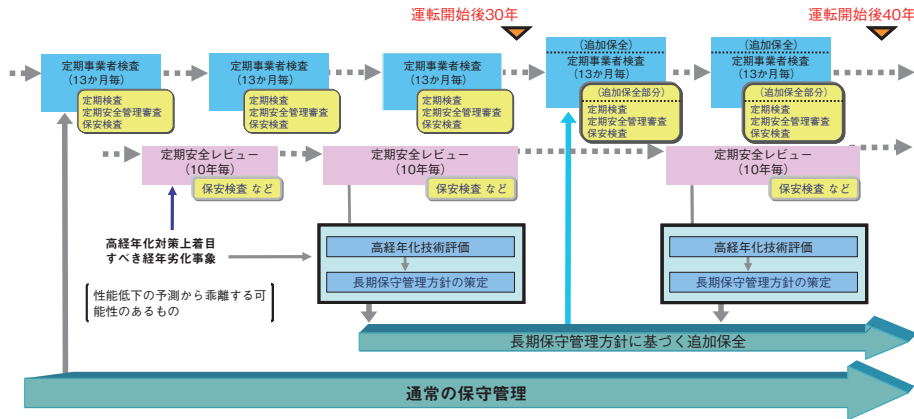 運転開始後30年
運転開始後40年
定期事業者検査
(13か月毎)
定期検査
定期安全管理審査
保安検査
定期事業者検査
(13か月毎)
定期検査
定期安全管理審査
保安検査
定期事業者検査
(13か月毎)
定期検査
定期安全管理審査
保安検査
(追加保全)
定期事業者検査
(13か月毎)
(追加保全部分)
定期検査
定期安全管理審査
保安検査
(追加保全)
定期事業者検査
(13か月毎)
(追加保全部分)
定期検査
定期安全管理審査
保安検査
定期安全レビュー
(10年毎)
保安検査 など
定期安全レビュー
(10年毎)
保安検査 など
定期安全レビュー
(10年毎)
保安検査 など
高経年化対策上着目
すべき経年劣化事象
性能低下の予測から乖離する可
能性のあるもの
高経年化技術評価
長期保守管理方針の策定
高経年化技術評価
長期保守管理方針の策定
長期保守管理方針に基づく追加保全
通常の保守管理